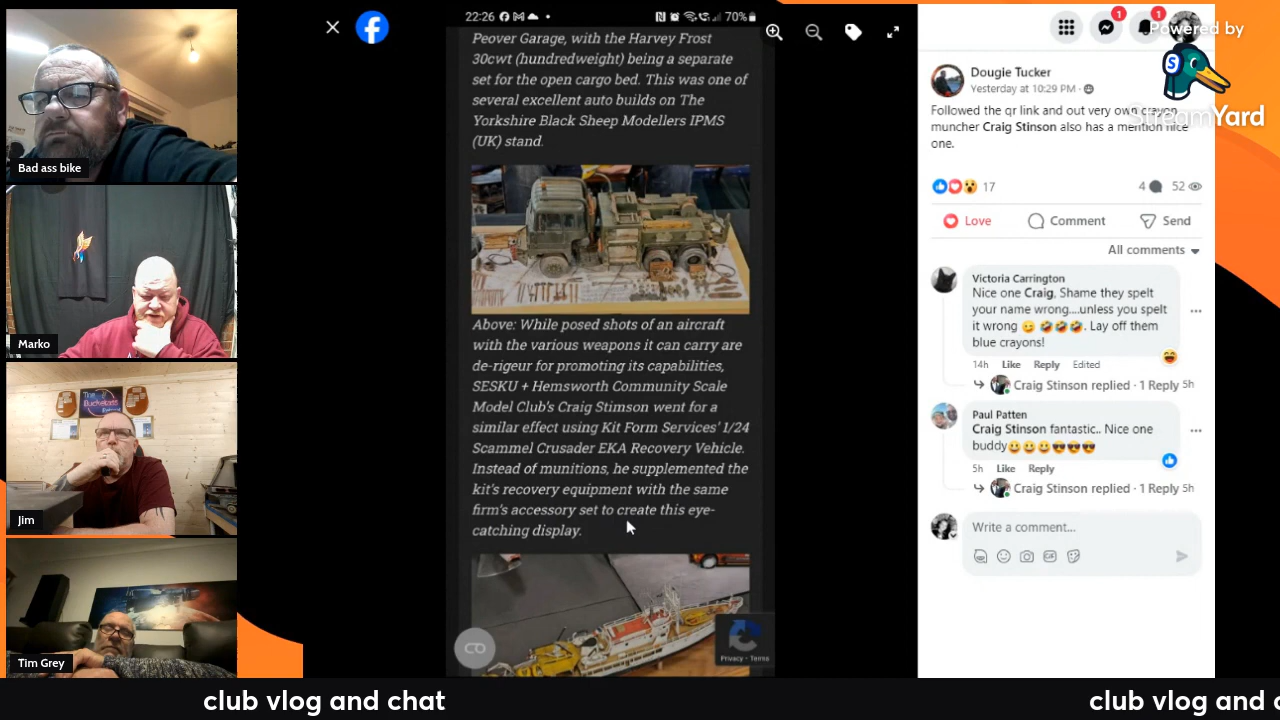 Bad ass bike
Marko
The
Jim
Tim Grey
22:26
70%
Peoria Garage, with the Harvey Frost
30cwt (hundredweight) being a separate
set for the open cargo bed. This was one of
several excellent auto builds on The
Yorkshire Black Sheep Modellers IPMS
(UK) stand.
Above: While posed shots of an aircraft
with the various weapons it can carry are
de-rigeur for promoting its capabilities,
SESKU + Hemsworth Community Scale
Model Club's Craig Stimson went for a
similar effect using Kit Form Services' 1/24
Scammel Crusader EKA Recovery Vehicle.
Instead of munitions, he supplemented the
kit's recovery equipment with the same
firm's accessory set to create this eye-
catching display.
Privacy - Terms
1
1
Powered by
StreamYard
Dougie Tucker
Yesterday at 10:29 PM ·
Followed the qr link and out very own crayon
muncher Craig Stinson also has a mention nice
one.
17
4
52
Love
Comment
Send
All comments
Victoria Carrington
Nice one Craig, Shame they spelt
your name wrong....unless you spelt
it wrong 😏 🤣🤣🤣. Lay off them
blue crayons!
14h Like Reply Edited
Craig Stinson replied · 1 Reply 5h
Paul Patten
Craig Stinson fantastic.. Nice one
buddy😃😃😃😎😎😎
5h Like Reply
Craig Stinson replied · 1 Reply 5h
Write a comment...
GIF
club vlog and chat
club vlog and c